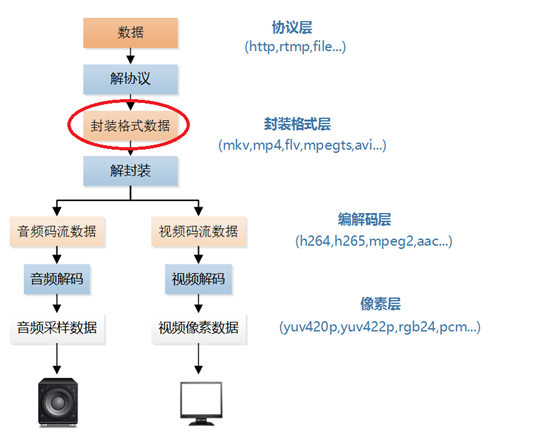 数据
协议层
(http,rtmp,file...)
解协议
封装格式数据
封装格式层
(mkv,mp4,flv,mpegts,avi...)
解封装
音频码流数据
视频码流数据
编解码层
(h264,h265,mpeg2,aac...)
音频解码
视频解码
像素层
(yuv420p,yuv422p,rgb24,pcm...)
音频采样数据
视频像素数据